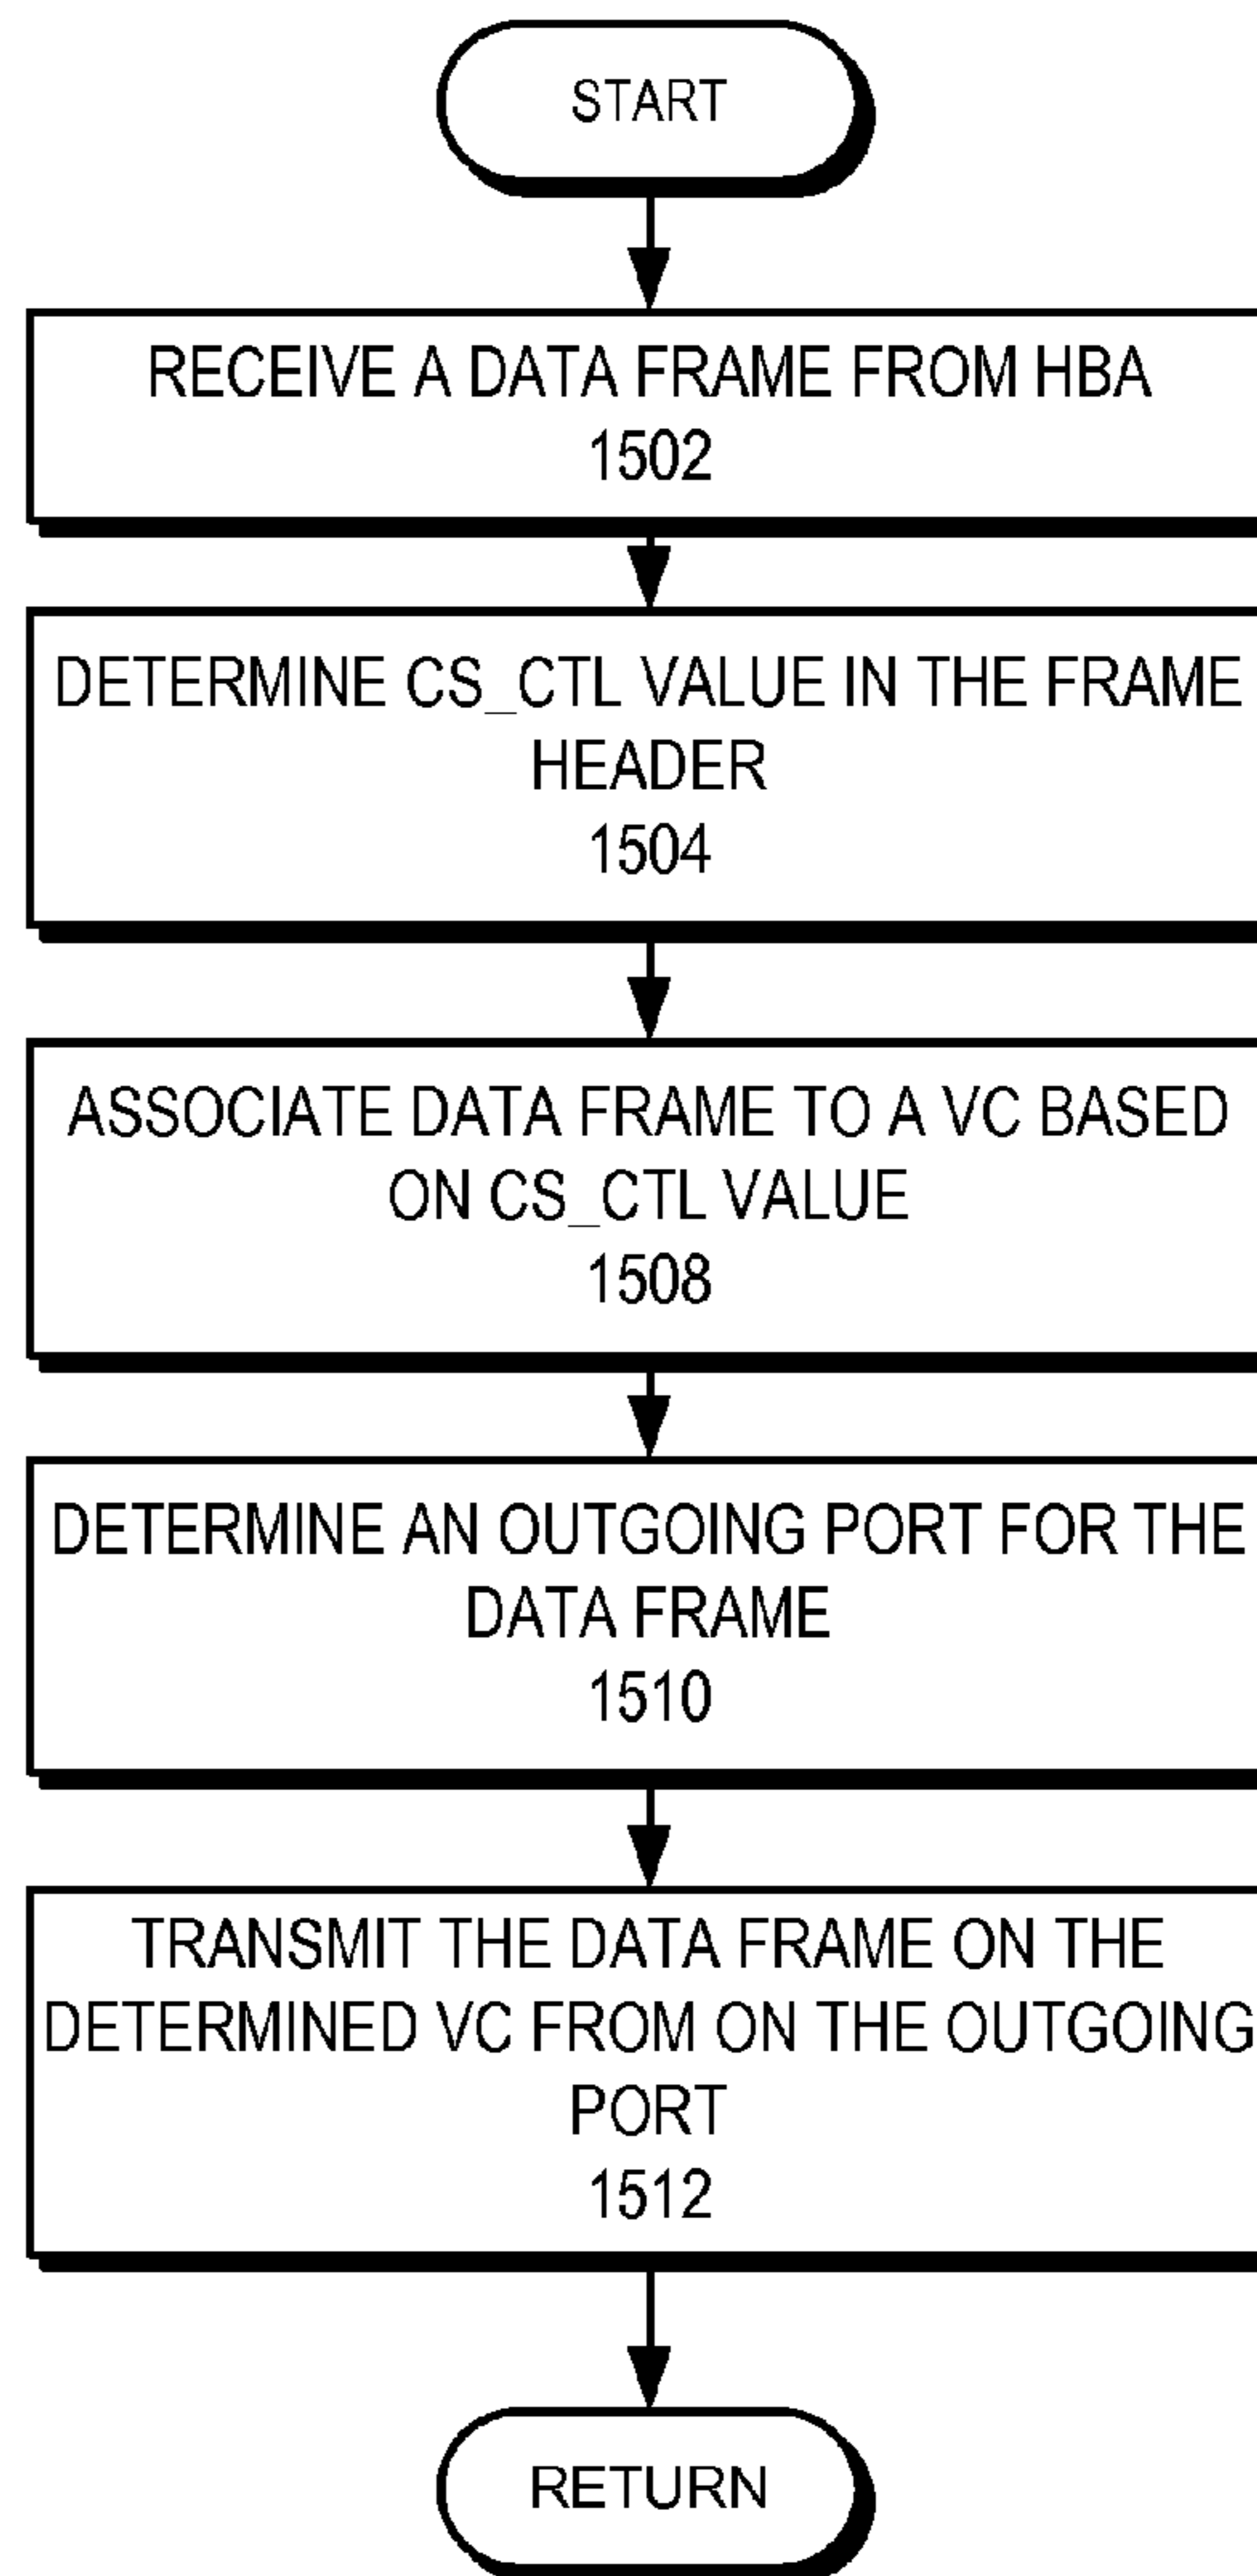 START
RECEIVE A DATA FRAME FROM HBA
1502
DETERMINE CS_CTL VALUE IN THE FRAME
HEADER
1504
ASSOCIATE DATA FRAME TO A VC BASED
ON CS_CTL VALUE
1508
DETERMINE AN OUTGOING PORT FOR THE
DATA FRAME
1510
TRANSMIT THE DATA FRAME ON THE
DETERMINED VC FROM ON THE OUTGOING
PORT
1512
RETURN